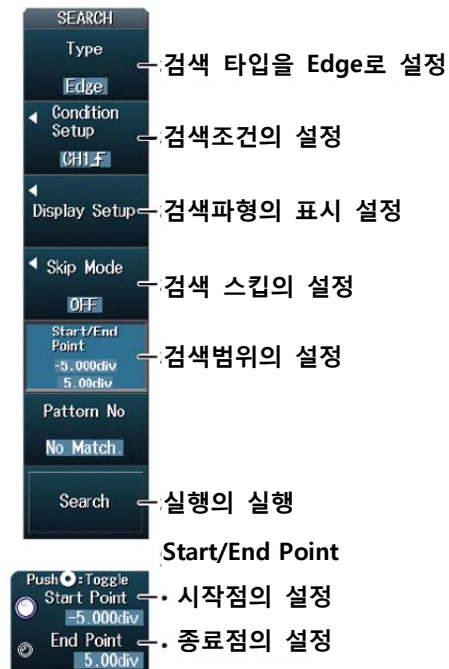 SEARCH
Type
Edge
검색 타입을 Edge로 설정
Condition
Setup
CH1
검색조건의 설정
Display Setup
검색파형의 표시 설정
Skip Mode
OFF
검색 스킵의 설정
Start/End
Point
-5.000div
5.00div
검색범위의 설정
Pattorn No
No Match.
Search
실행의 실행
Start/End Point
Push :Toggle
Start Point
-5.000div
· 시작점의 설정
End Point
5.00div
· 종료점의 설정